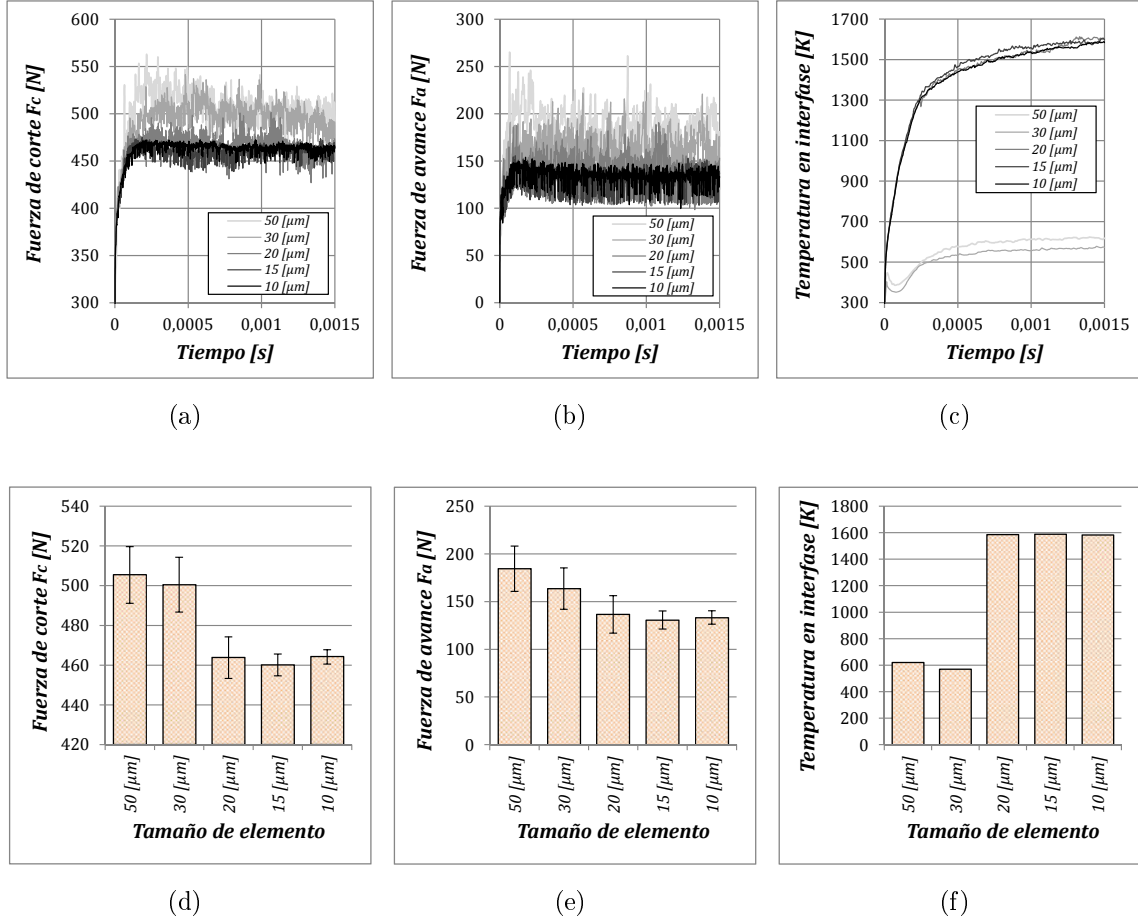 Fuerza de corte Fc [N]
600
550
500
450
400
350
300
50 [µm]
30 [µm]
20 [µm]
15 [µm]
10 [µm]
0
0,0005
0,001
0,0015
Tiempo [s]
(a)
Fuerza de avance Fa [N]
300
250
200
150
100
50
0
50 [µm]
30 [µm]
20 [µm]
15 [µm]
10 [µm]
0
0,0005
0,001
0,0015
Tiempo [s]
(b)
Temperatura en interfase [K]
1700
1500
1300
1100
900
700
500
300
50 [µm]
30 [µm]
20 [µm]
15 [µm]
10 [µm]
0
0,0005
0,001
0,0015
Tiempo [s]
(c)
Fuerza de corte Fc [N]
540
520
500
480
460
440
420
50 [µm]
30 [µm]
20 [µm]
15 [µm]
10 [µm]
Tamaño de elemento
(d)
Fuerza de avance Fa [N]
250
200
150
100
50
0
50 [µm]
30 [µm]
20 [µm]
15 [µm]
10 [µm]
Tamaño de elemento
(e)
Temperatura en interfase [K]
1800
1600
1400
1200
1000
800
600
400
200
0
50 [µm]
30 [µm]
20 [µm]
15 [µm]
10 [µm]
Tamaño de elemento
(f)